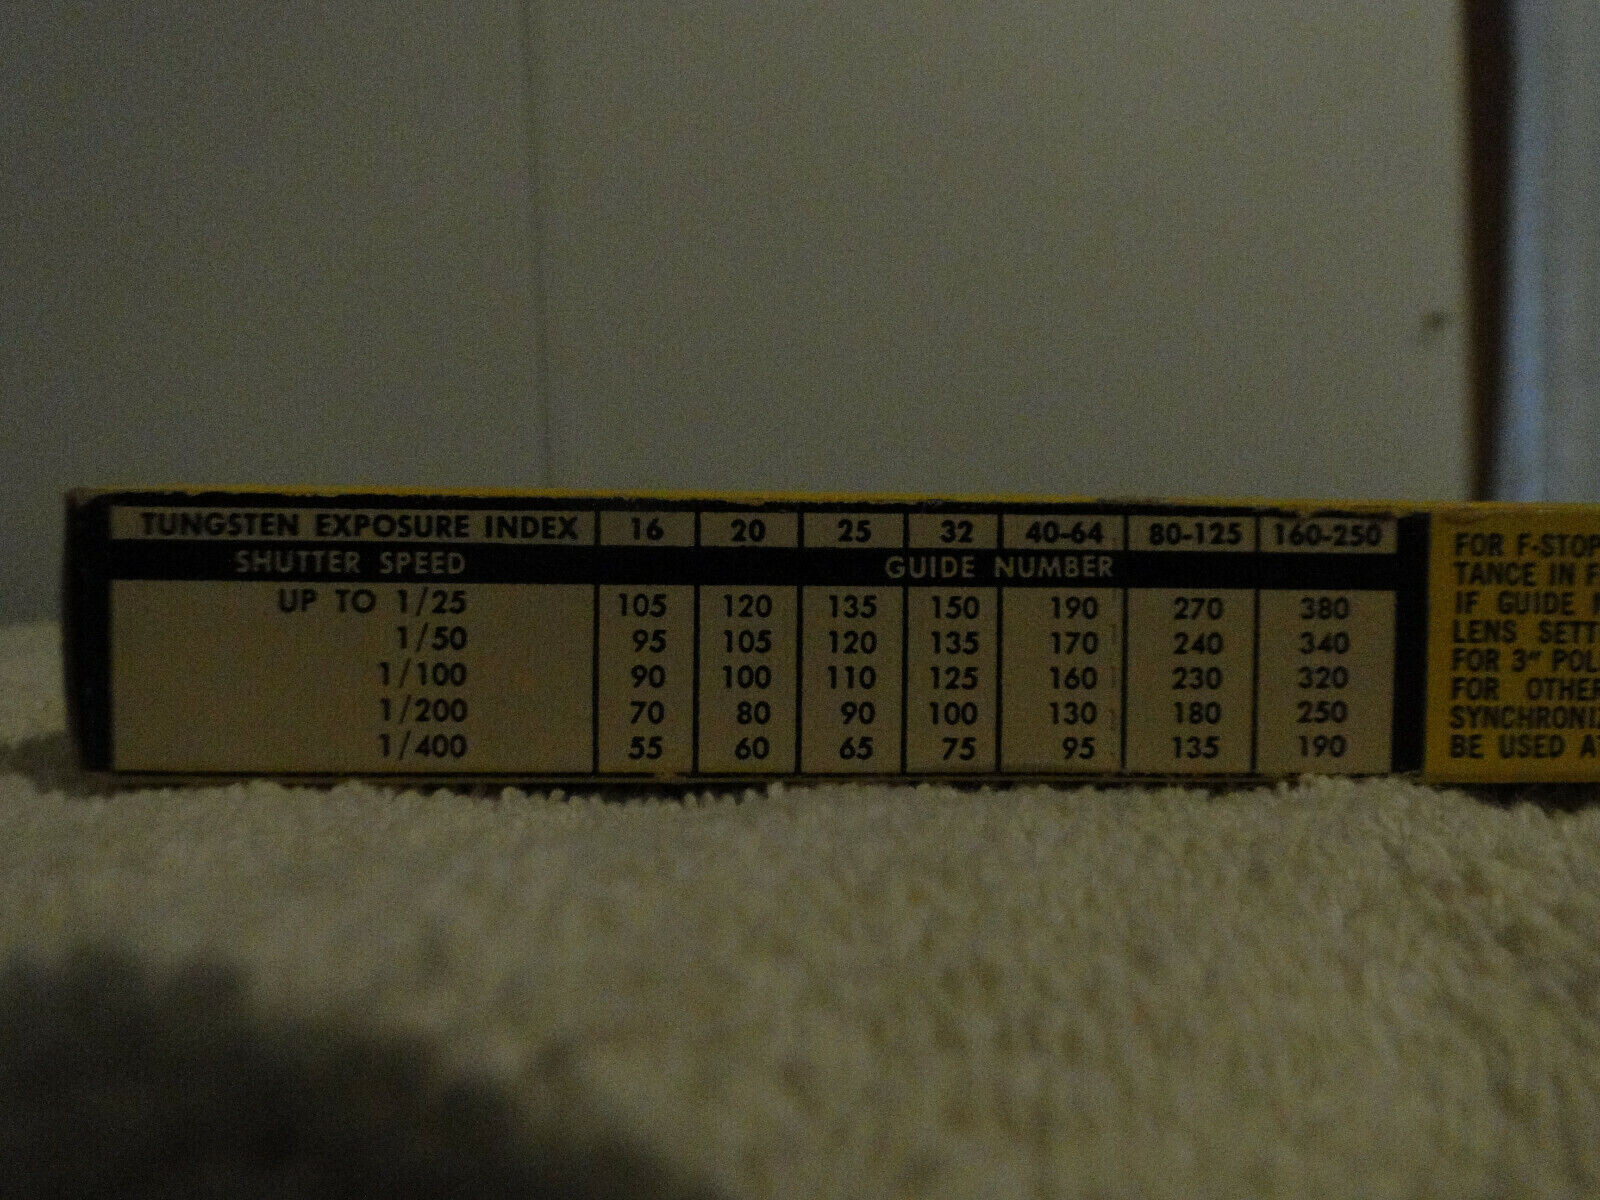 TUNGSTEN EXPOSURE INDEX 16 20 25 32 40-64 80-125 160-250
SHUTTER SPEED GUIDE NUMBER
UP TO 1/25 105 120 135 150 190 270 380
1/50 95 105 120 135 170 240 340
1/100 90 100 110 125 160 230 320
1/200 70 80 90 100 130 180 250
1/400 55 60 65 75 95 135 190
FOR F-STOP
TANCE IN F
IF GUIDE
LENS SETT
FOR 3" POL
FOR OTHER
SYNCHRONIZ
BE USED AT